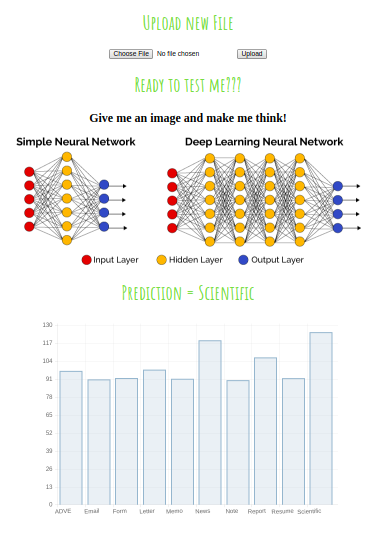 Upload new File
Choose File No file chosen Upload
Ready to test me???
Give me an image and make me think!
Simple Neural Network Deep Learning Neural Network
Input Layer Hidden Layer Output Layer
Prediction = Scientific
130
117
104
91
78
65
52
39
26
13
0
ADVE Email Form Letter Memo News Note Report Resume Scientific